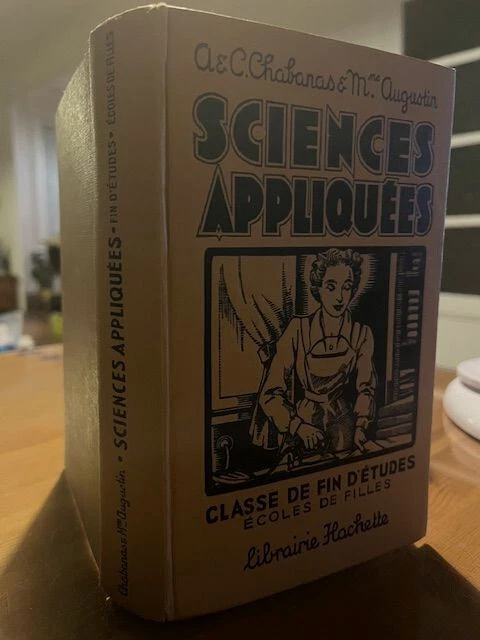 A & C. Chabanas & Mme Augustin
SCIENCES
APPLIQUÉES
CLASSE DE FIN D'ÉTUDES
ÉCOLES DE FILLES
Librairie Hachette
Chabanas & Mme Augustin • SCIENCES APPLIQUÉES • FIN D'ÉTUDES • ÉCOLES DE FILLES